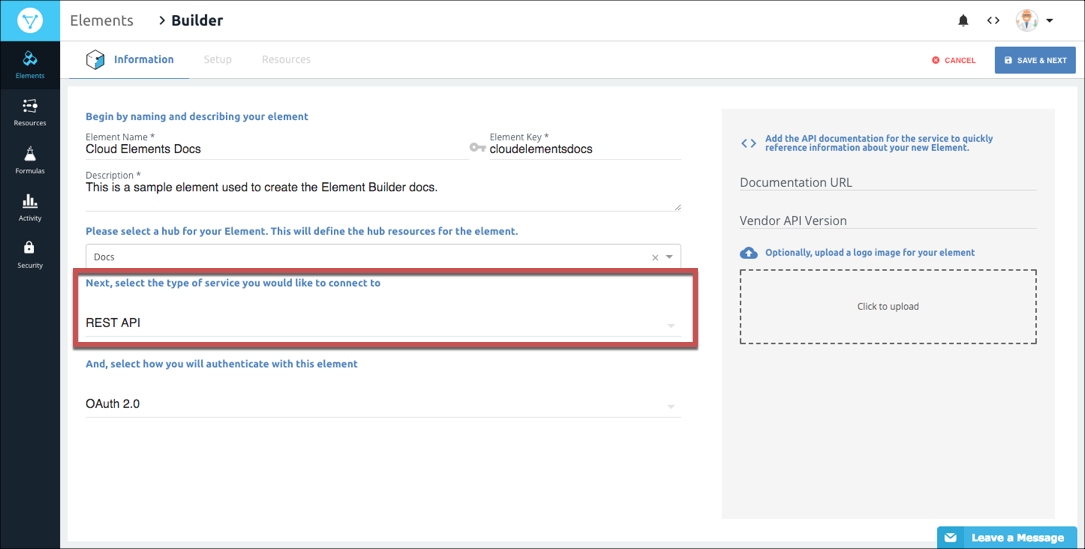 Elements > Builder
Elements
Resources
Formulas
Activity
Security
Information Setup Resources CANCEL SAVE & NEXT
Begin by naming and describing your element
Element Name * Element Key *
Cloud Elements Docs cloudelementsdocs
Description *
This is a sample element used to create the Element Builder docs.
Please select a hub for your Element. This will define the hub resources for the element.
Docs
Next, select the type of service you would like to connect to
REST API
And, select how you will authenticate with this element
OAuth 2.0
Add the API documentation for the service to quickly
reference information about your new Element.
Documentation URL
Vendor API Version
Optionally, upload a logo image for your element
Click to upload
Leave a Message